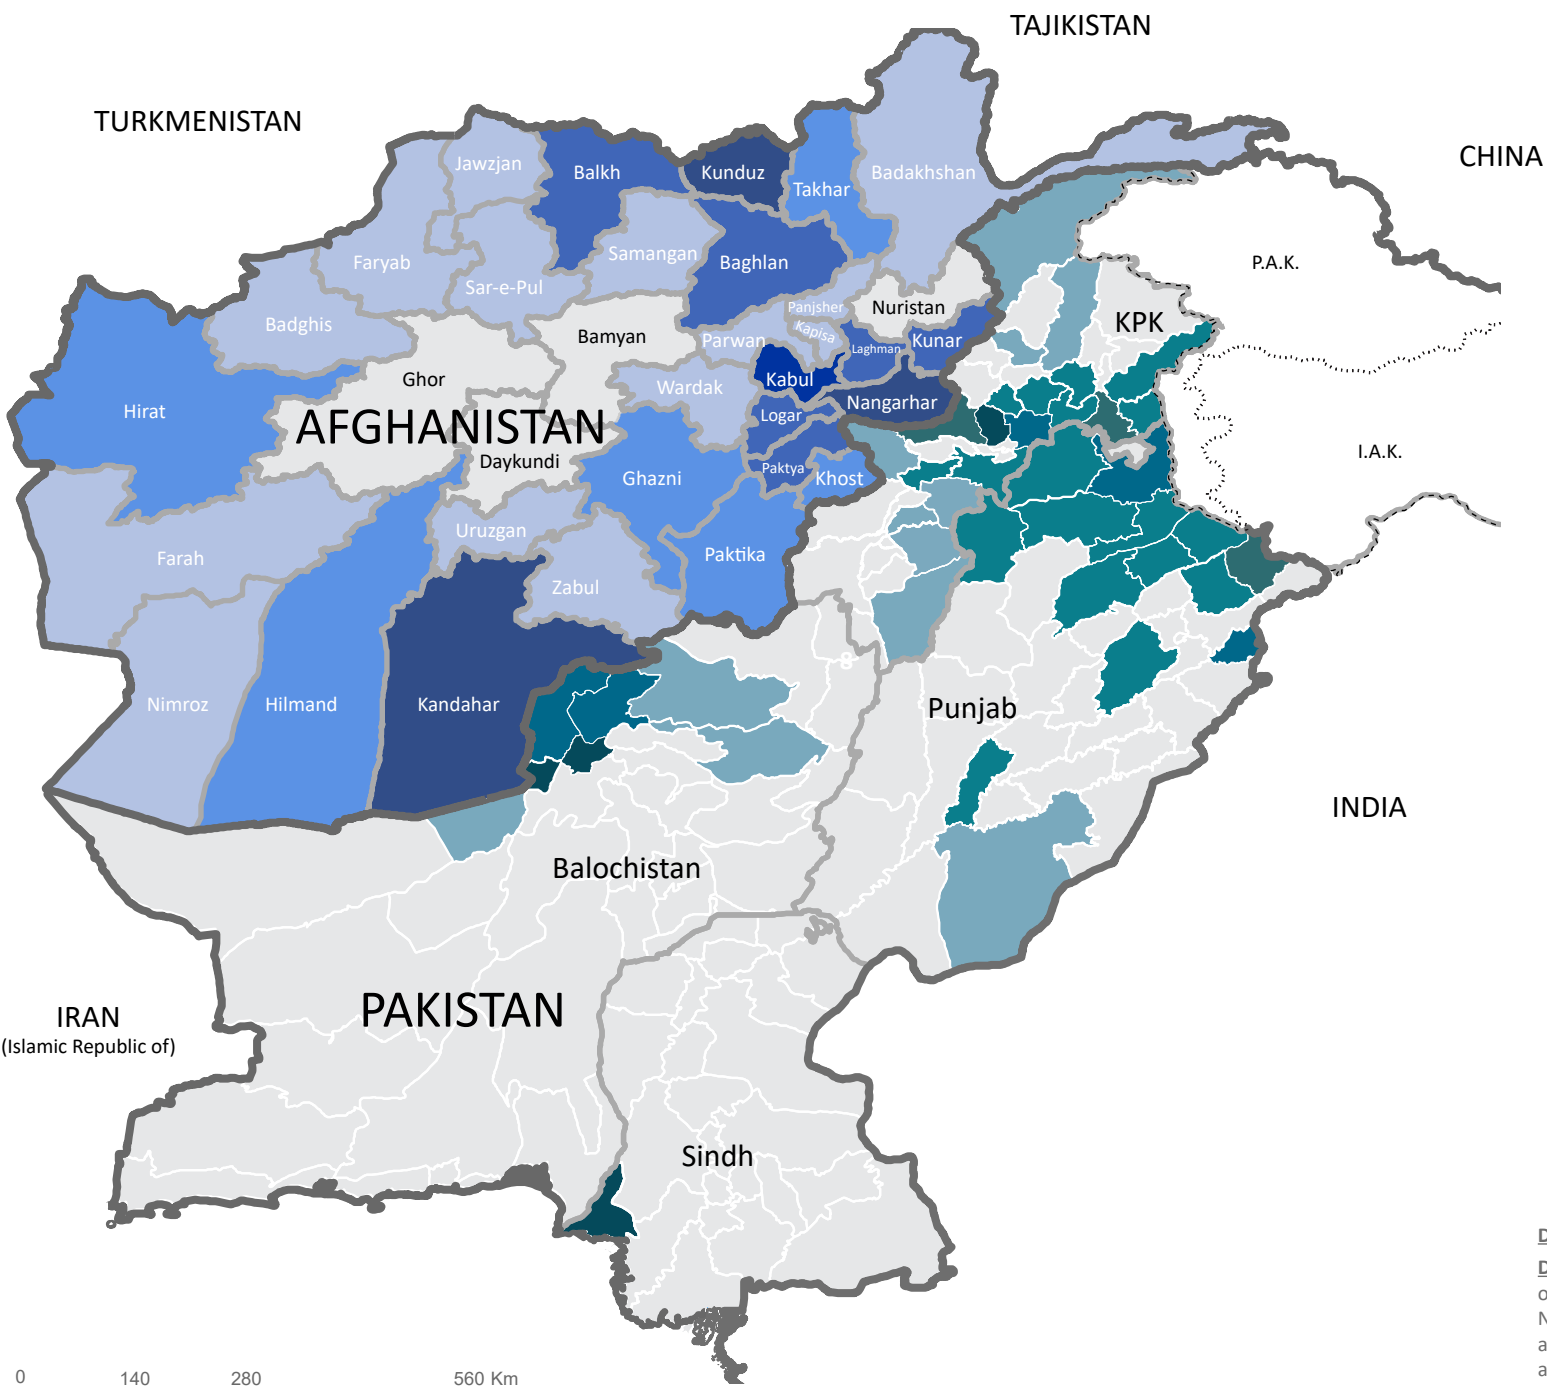 TAJIKISTAN
TURKMENISTAN
CHINA
Jawzjan
Balkh
Kunduz
Takhar
Badakhshan
Faryab
Samangan
Baghlan
P.A.K.
Sar-e-Pul
Panjsher
Nuristan
Badghis
Bamyan
Parwan
Kapisa
Laghman
Kunar
KPK
Ghor
Wardak
Kabul
Nangarhar
Hirat
AFGHANISTAN
Logar
Daykundi
Ghazni
Paktya
Khost
I.A.K.
Uruzgan
Farah
Paktika
Zabul
Nimroz
Hilmand
Kandahar
Punjab
INDIA
Balochistan
PAKISTAN
IRAN
(Islamic Republic of)
Sindh
0 140 280 560 Km
D
D
o
N
a
a